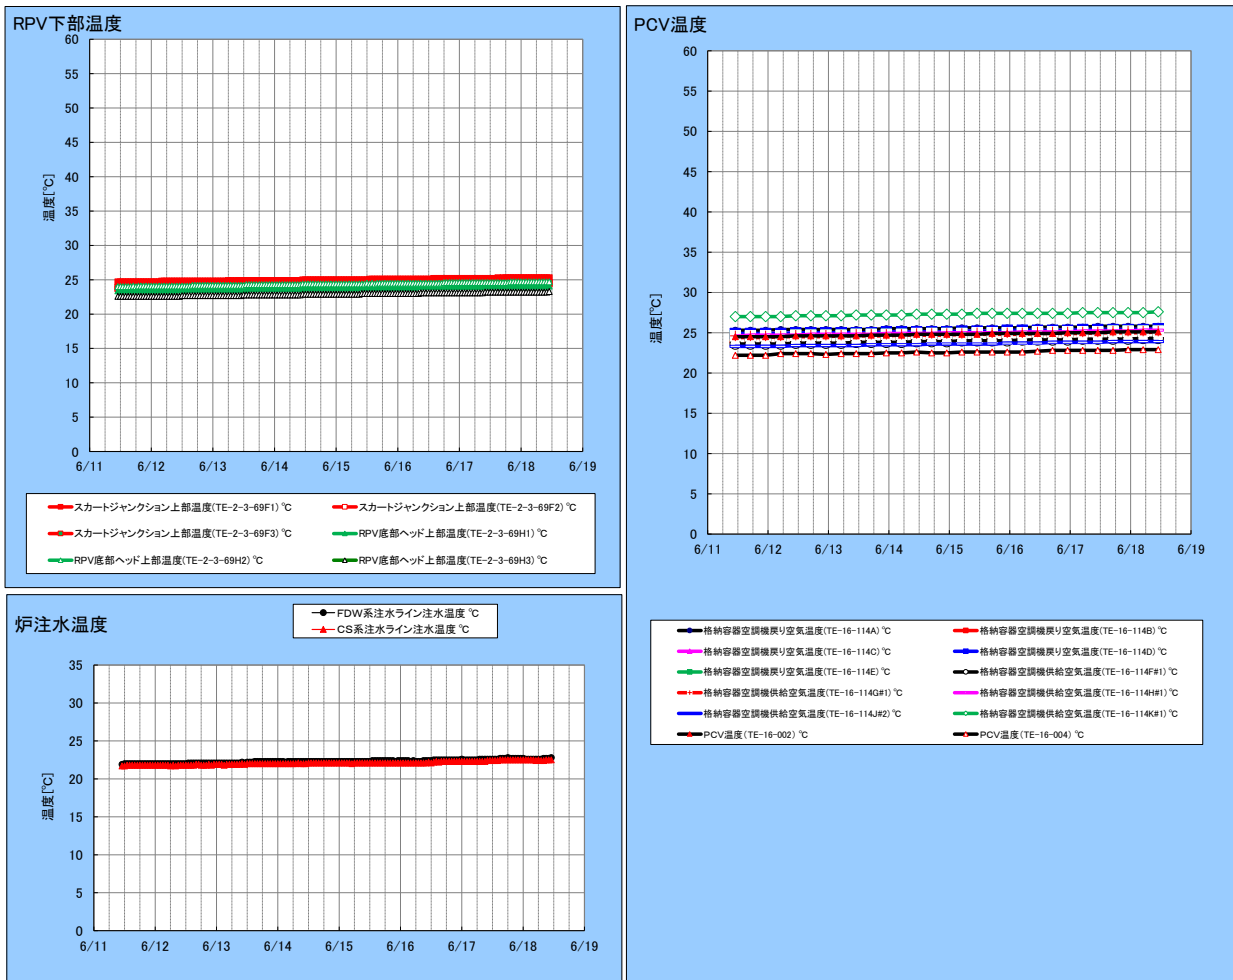 RPV下部温度
60
55
50
45
40
35
30
25
20
15
10
5
0
温度[℃]
6/11 6/12 6/13 6/14 6/15 6/16 6/17 6/18 6/19
スカートジャンクション上部温度(TE-2-3-69F1) ℃
スカートジャンクション上部温度(TE-2-3-69F2) ℃
スカートジャンクション上部温度(TE-2-3-69F3) ℃
RPV底部ヘッド上部温度(TE-2-3-69H1) ℃
RPV底部ヘッド上部温度(TE-2-3-69H2) ℃
RPV底部ヘッド上部温度(TE-2-3-69H3) ℃
炉注水温度
FDW系注水ライン注水温度 ℃
CS系注水ライン注水温度 ℃
35
30
25
20
15
10
5
0
温度[℃]
6/11 6/12 6/13 6/14 6/15 6/16 6/17 6/18 6/19
PCV温度
60
55
50
45
40
35
30
25
20
15
10
5
0
温度[℃]
6/11 6/12 6/13 6/14 6/15 6/16 6/17 6/18 6/19
格納容器空調機戻り空気温度(TE-16-114A) ℃
格納容器空調機戻り空気温度(TE-16-114B) ℃
格納容器空調機戻り空気温度(TE-16-114C) ℃
格納容器空調機戻り空気温度(TE-16-114D) ℃
格納容器空調機戻り空気温度(TE-16-114E) ℃
格納容器空調機供給空気温度(TE-16-114F#1) ℃
格納容器空調機供給空気温度(TE-16-114G#1) ℃
格納容器空調機供給空気温度(TE-16-114H#1) ℃
格納容器空調機供給空気温度(TE-16-114J#2) ℃
格納容器空調機供給空気温度(TE-16-114K#1) ℃
PCV温度(TE-16-002) ℃
PCV温度(TE-16-004) ℃